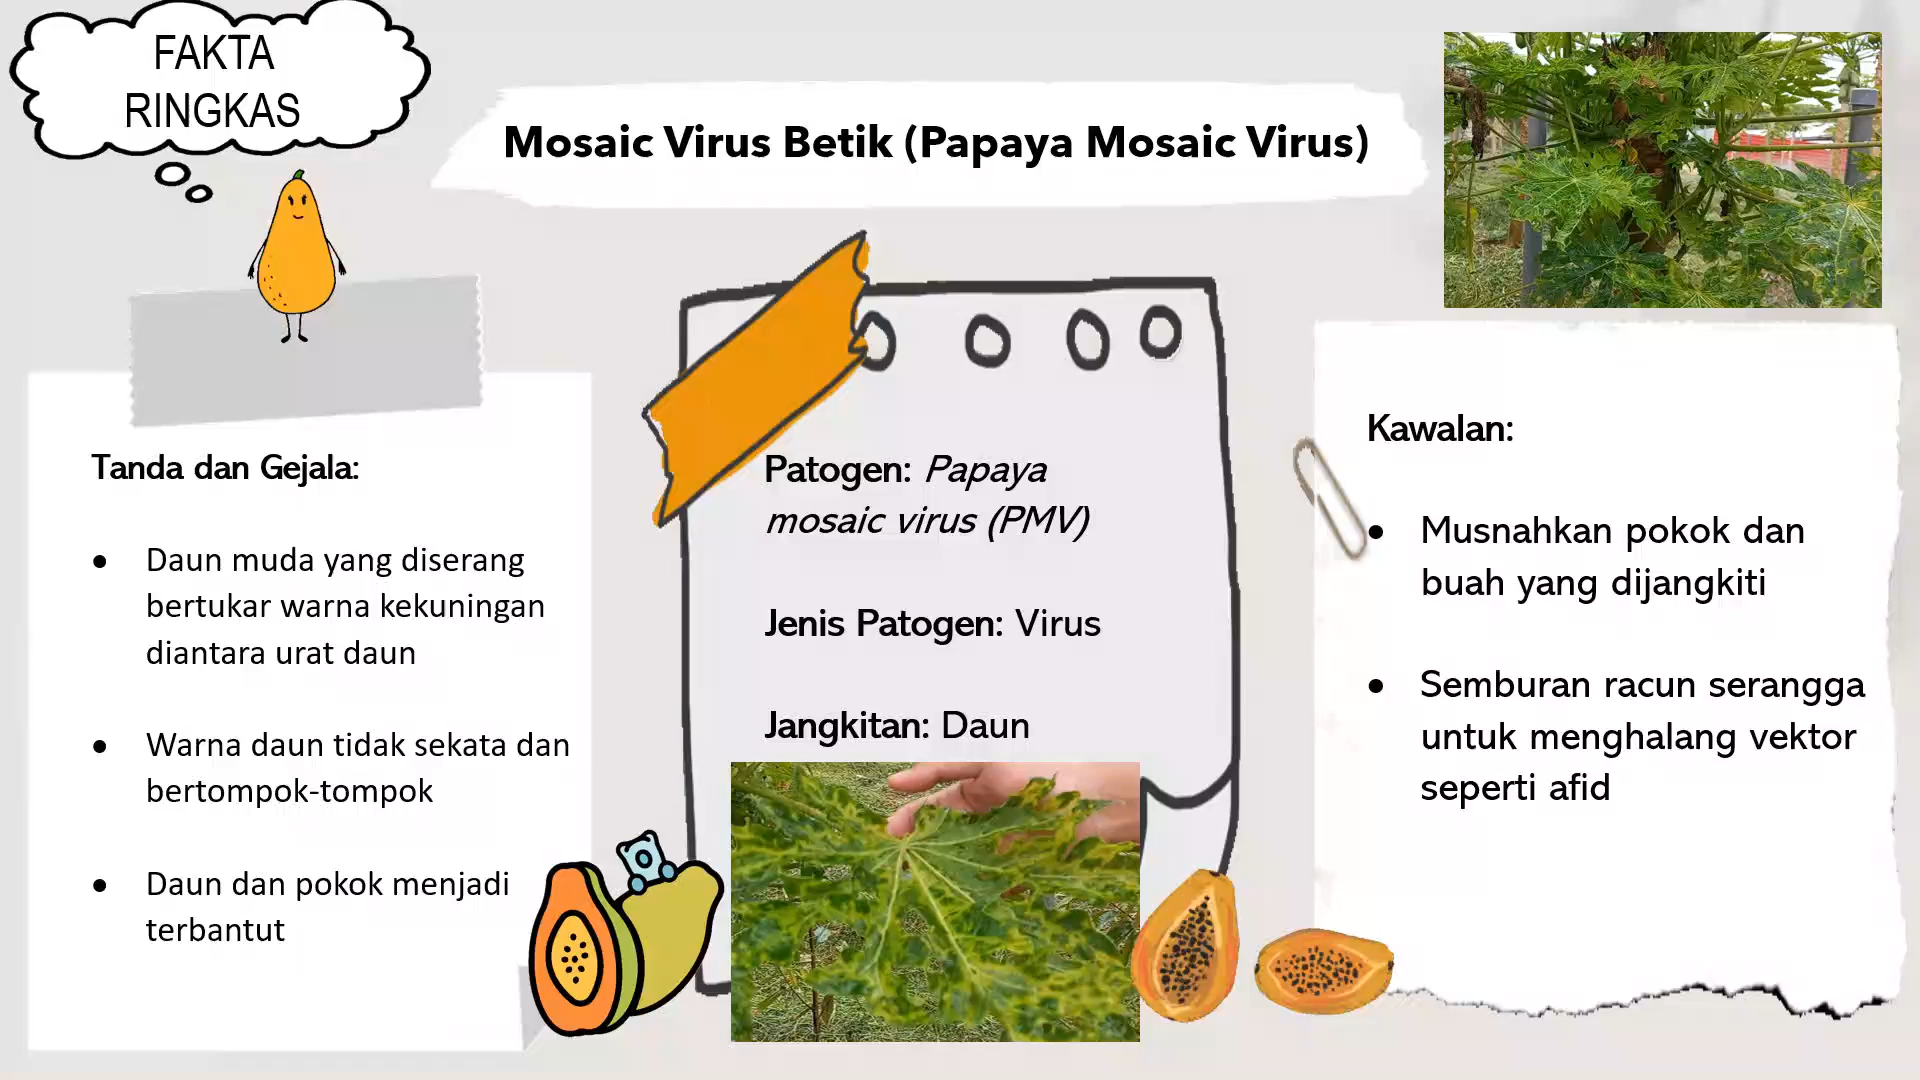 FAKTA
RINGKAS
Mosaic Virus Betik (Papaya Mosaic Virus)
Tanda dan Gejala:
• Daun muda yang diserang
bertukar warna kekuningan
diantara urat daun
• Warna daun tidak sekata dan
bertompok-tompok
• Daun dan pokok menjadi
terbantut
Patogen: Papaya
mosaic virus (PMV)
Jenis Patogen: Virus
Jangkitan: Daun
Kawalan:
• Musnahkan pokok dan
buah yang dijangkiti
• Semburan racun serangga
untuk menghalang vektor
seperti afid